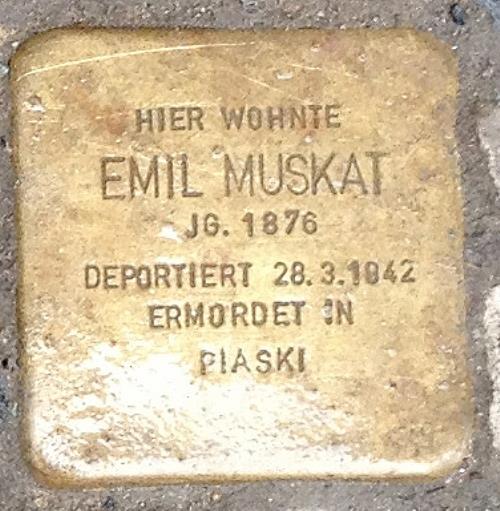 HIER WOHNTE
EMIL MUSKAT
JG. 1876
DEPORTIERT 28.3.1942
ERMORDET IN
PIASKI